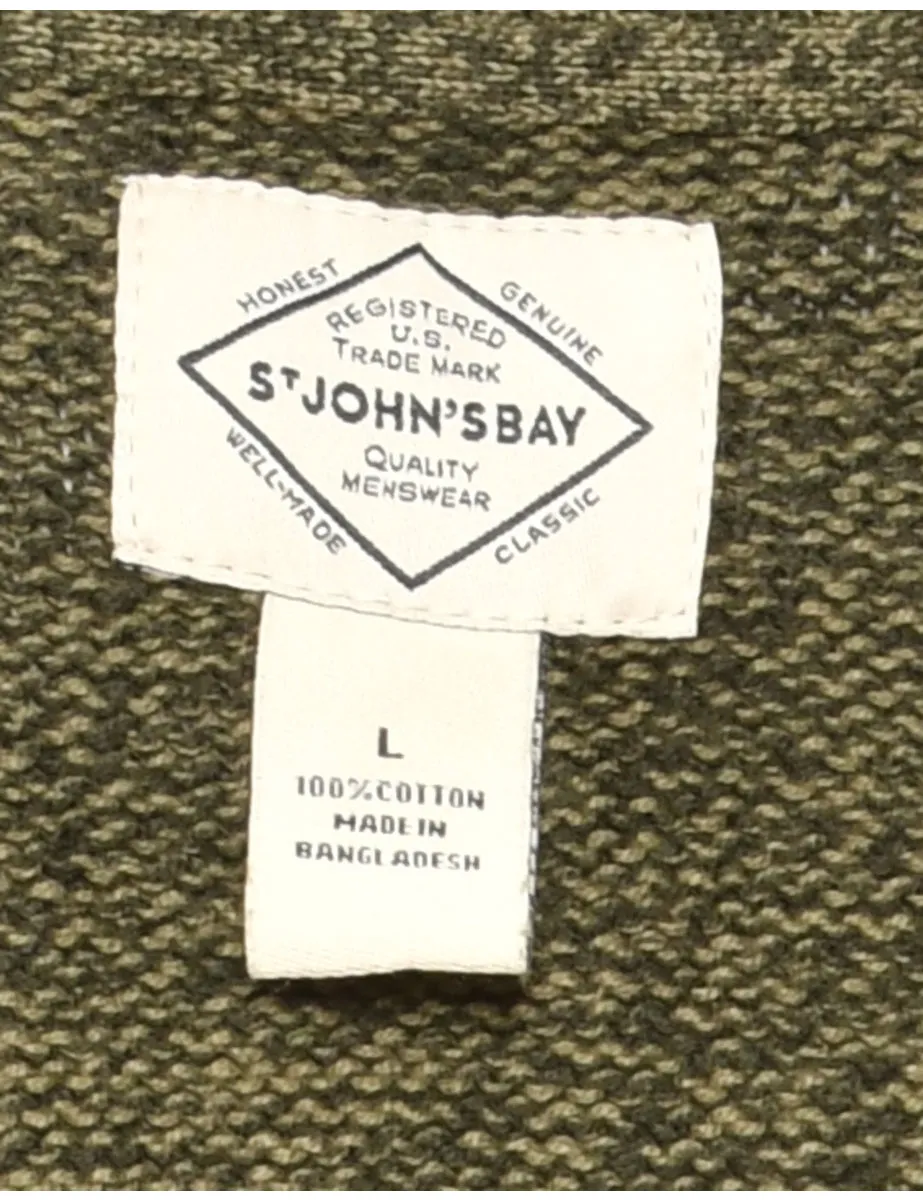 HONEST
GENUINE
REGISTERED
U.S.
TRADE MARK
ST JOHN'S BAY
QUALITY
MENSWEAR
WELL-MADE
CLASSIC
L
100% COTTON
MADE IN
BANGLADESH